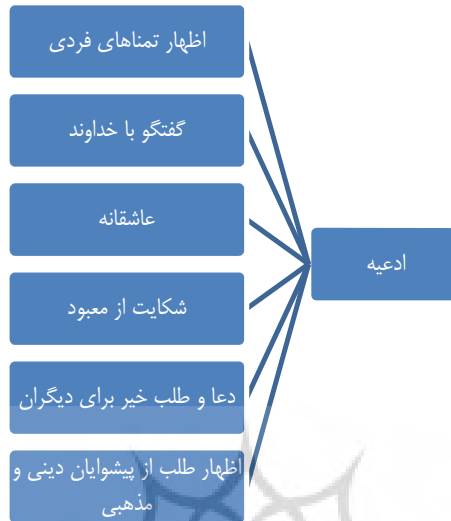 ادعیه
اظهار تمناهای فردی
گفتگو با خداوند
عاشقانه
شکایت از معبود
دعا و طلب خیر برای دیگران
اظهار طلب از پیشوایان دینی و
مذهبی